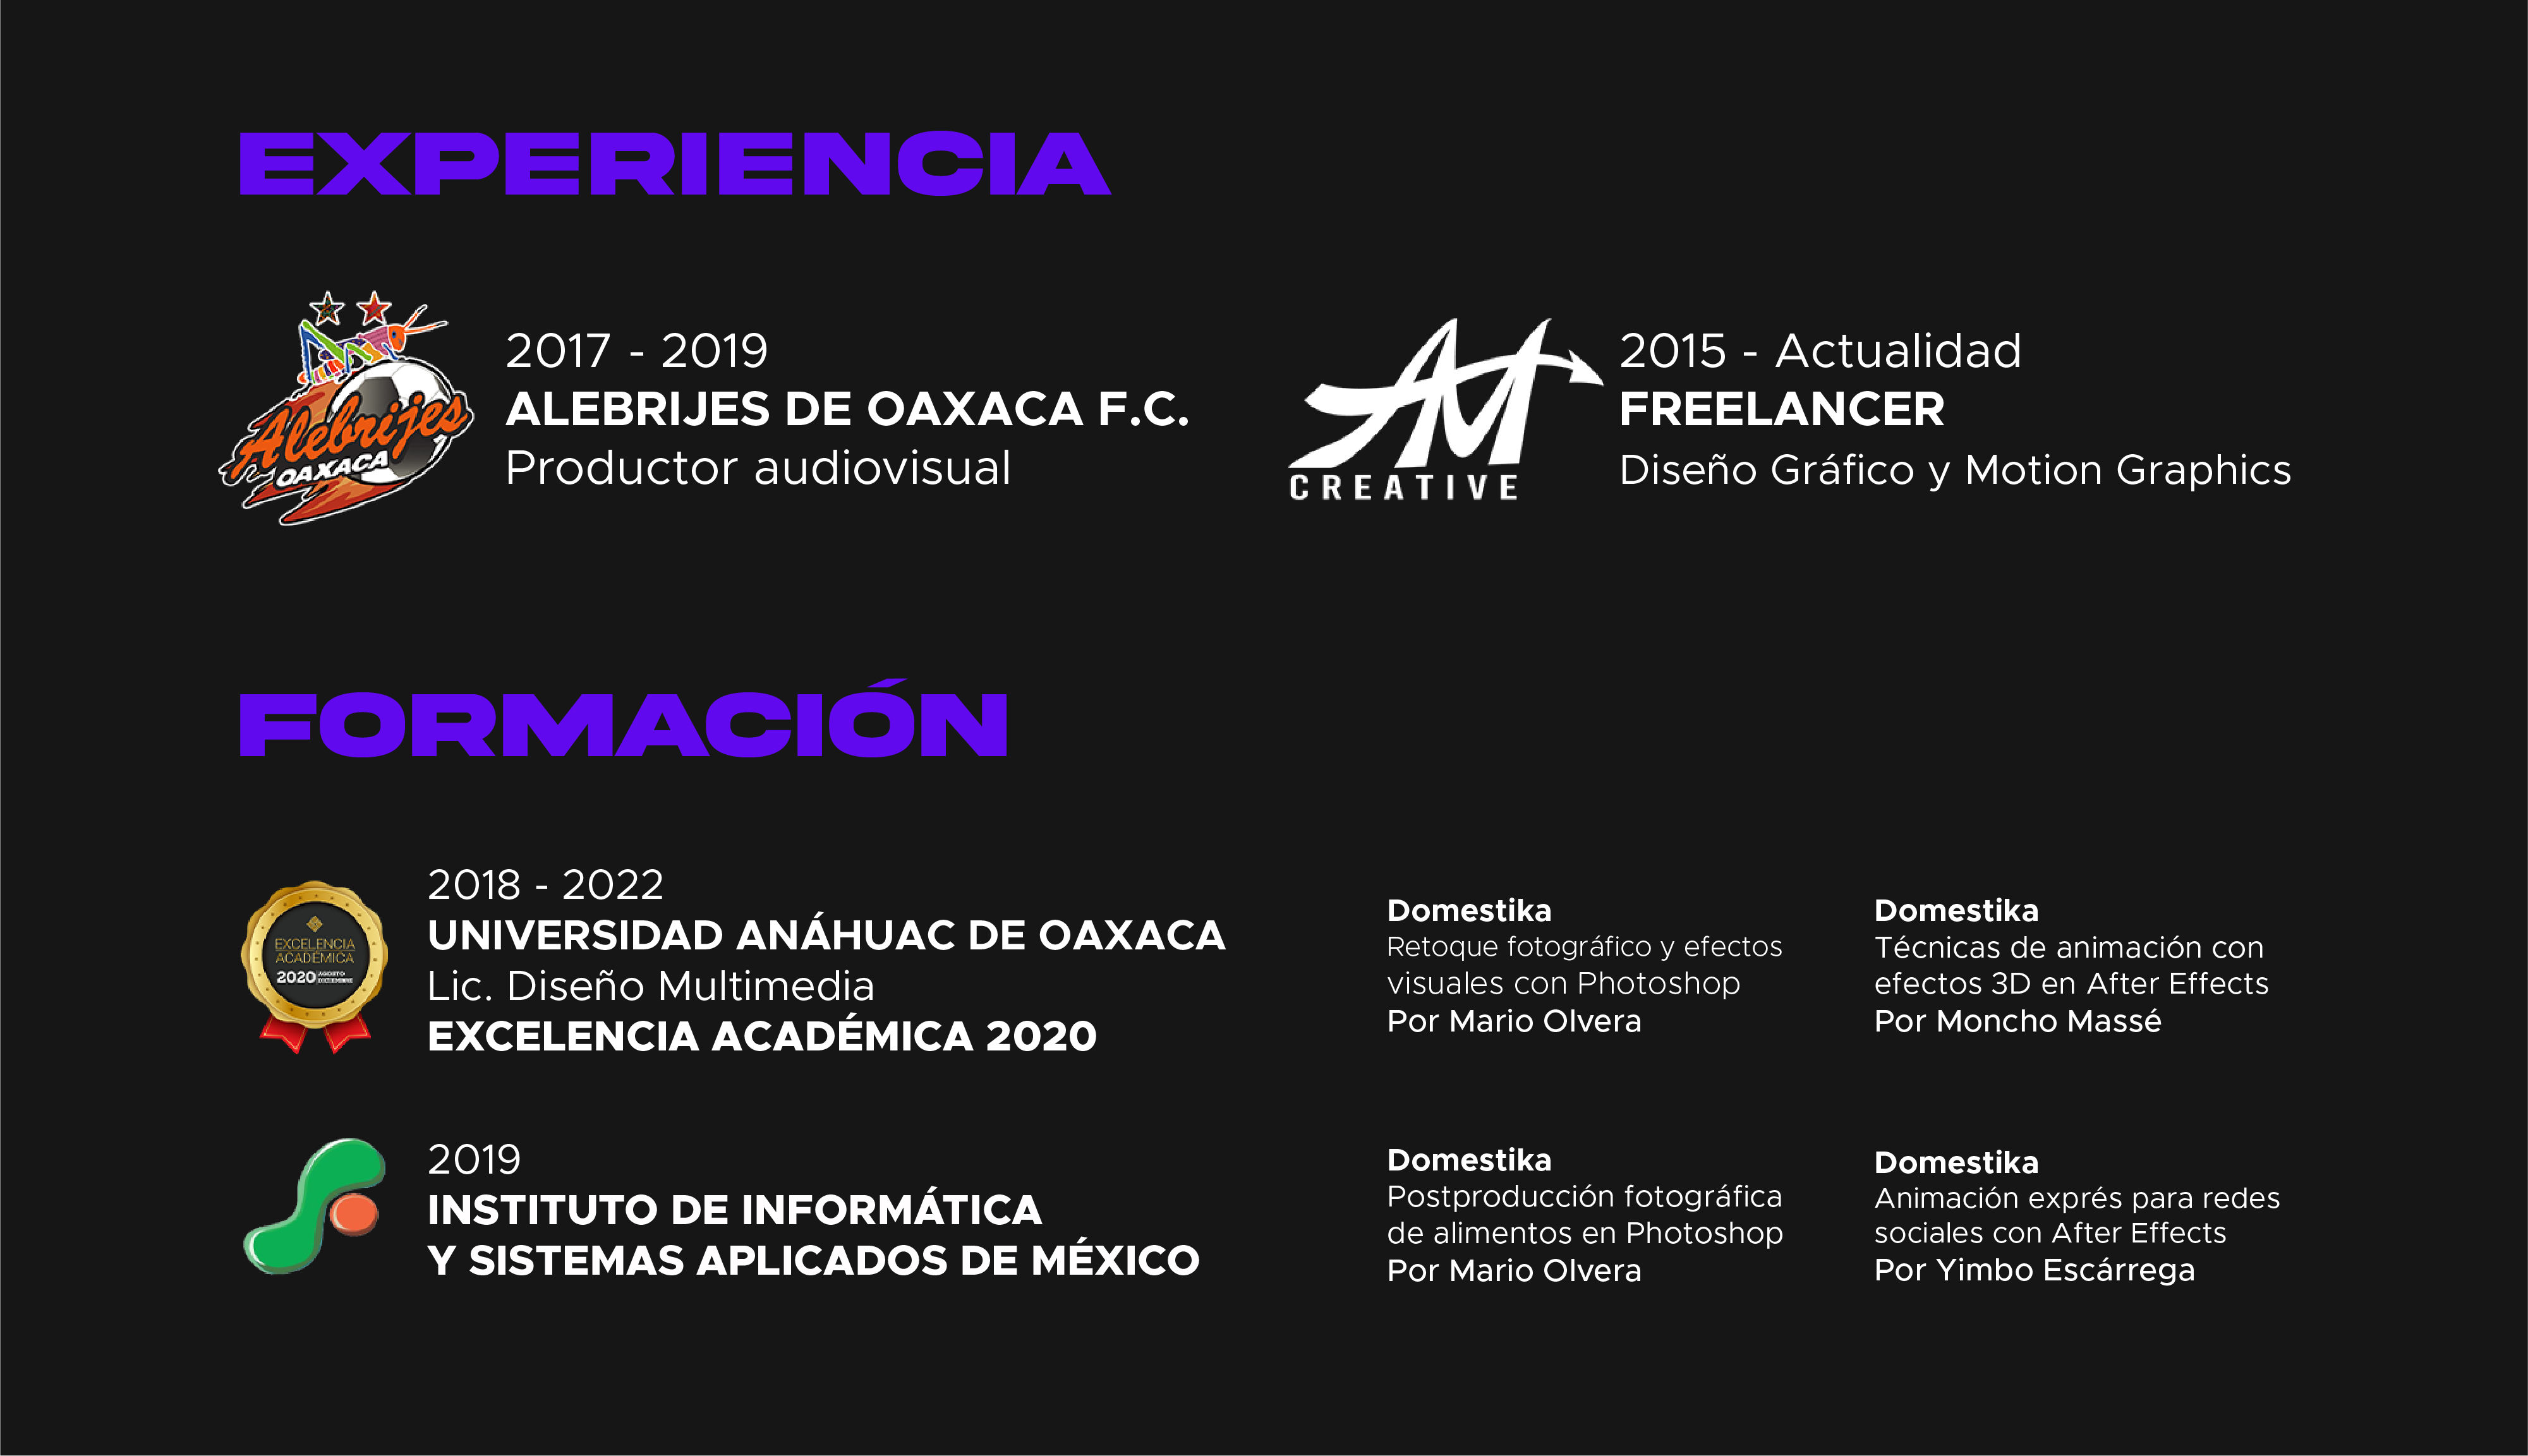 EXPERIENCIA
Alebrijes
OAXACA
2017 - 2019
ALEBRIJES DE OAXACA F.C.
Productor audiovisual
AM
CREATIVE
2015 - Actualidad
FREELANCER
Diseño Gráfico y Motion Graphics
FORMACIÓN
EXCELENCIA
ACADÉMICA
2020 AGOSTO
DICIEMBRE
2018 - 2022
UNIVERSIDAD ANÁHUAC DE OAXACA
Lic. Diseño Multimedia
EXCELENCIA ACADÉMICA 2020
2019
INSTITUTO DE INFORMÁTICA
Y SISTEMAS APLICADOS DE MÉXICO
Domestika
Retoque fotográfico y efectos
visuales con Photoshop
Por Mario Olvera
Domestika
Técnicas de animación con
efectos 3D en After Effects
Por Moncho Massé
Domestika
Postproducción fotográfica
de alimentos en Photoshop
Por Mario Olvera
Domestika
Animación exprés para redes
sociales con After Effects
Por Yimbo Escárrega